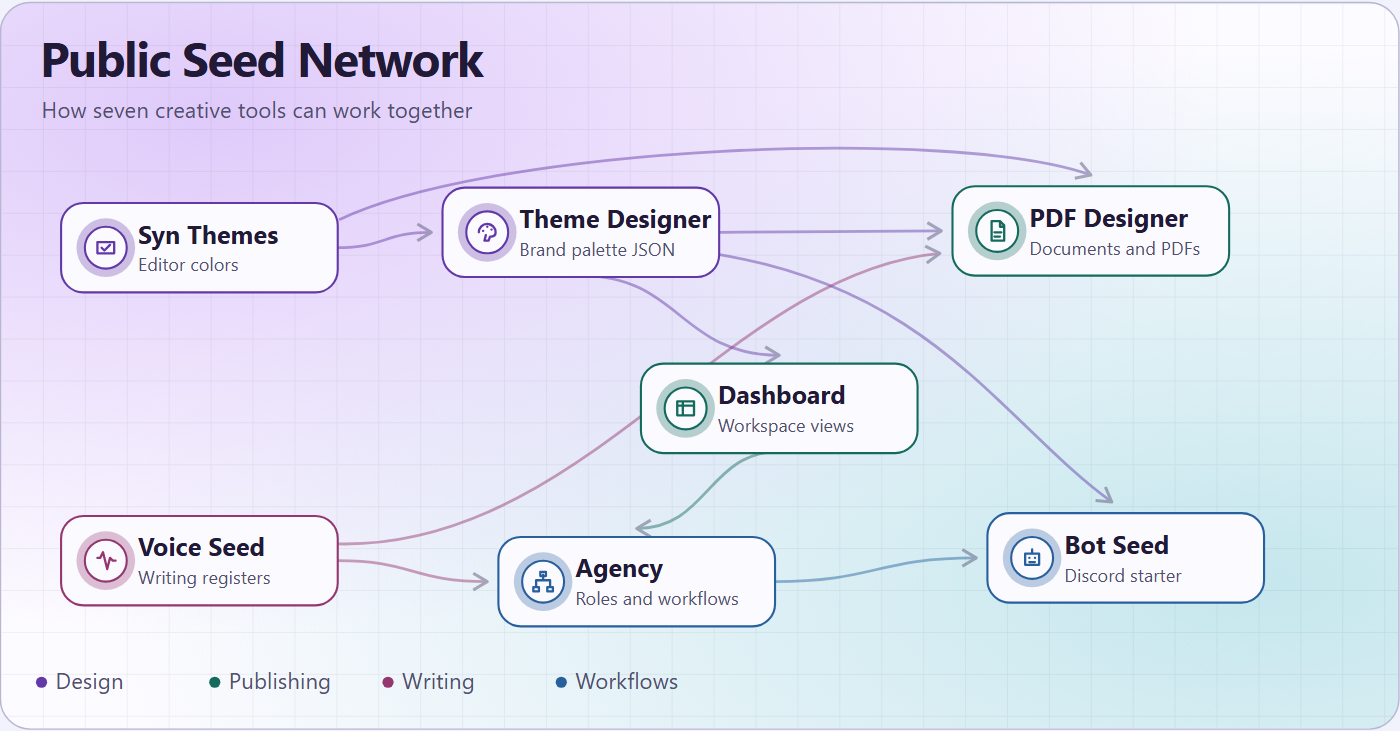 Public Seed Network
How seven creative tools can work together
Syn Themes
Editor colors
Theme Designer
Brand palette JSON
PDF Designer
Documents and PDFs
Dashboard
Workspace views
Voice Seed
Writing registers
Agency
Roles and workflows
Bot Seed
Discord starter
Design
Publishing
Writing
Workflows